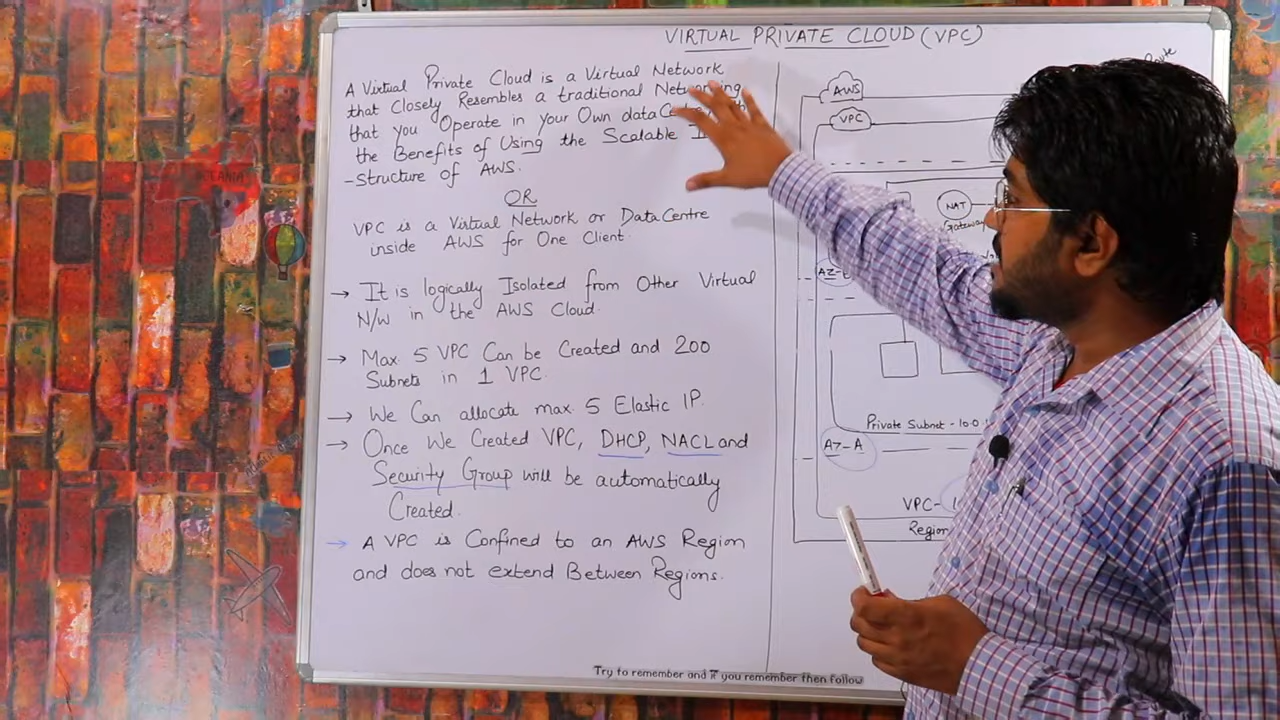 VIRTUAL PRIVATE CLOUD (VPC)
A Virtual Private Cloud is a Virtual Network
that Closely Resembles a traditional Networking
that you Operate in your Own data
the Benefits of Using the Scalable
-Structure of AWS.
OR
VPC is a Virtual Network or Data Centre
inside AWS for One Client.
→ It is logically Isolated from Other Virtual
N/W in the AWS Cloud.
→ Max 5 VPC Can be Created and 200
Subnets in 1 VPC.
→ We Can allocate max. 5 Elastic IP.
→ Once We Created VPC, DHCP, NACL and
Security Group will be automatically
Created.
→ A VPC is Confined to an AWS Region
and does not extend Between Regions.
AWS
VPC
NAT
Gateway
Private Subnet - 10.0
AZ-A
VPC-
Region
Try to remember and if you remember then follow